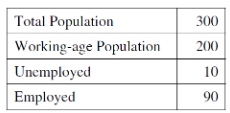 Total Population 300
Working-age Population 200
Unemployed 10
Employed 90